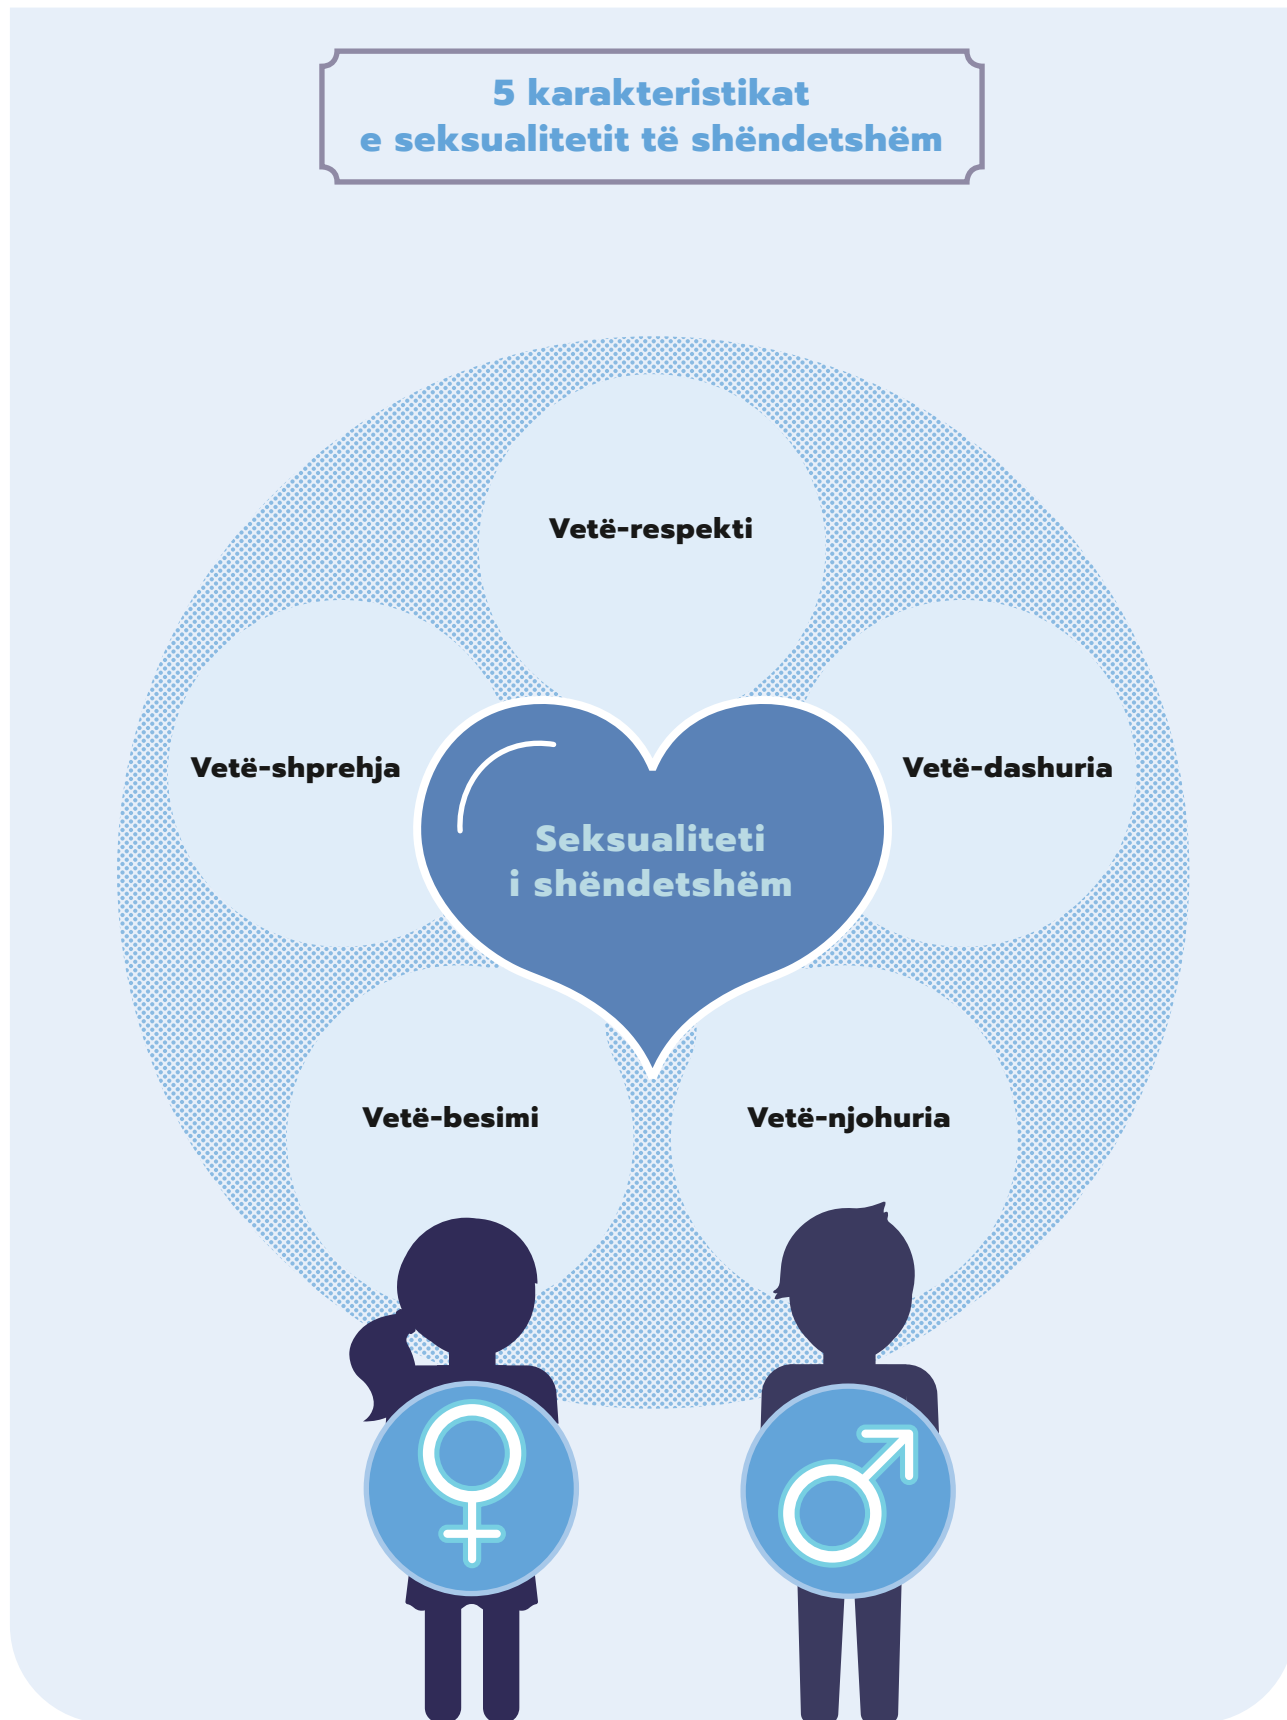 5 karakteristikat
e seksualitetit të shëndetshëm
Vetë-respekti
Vetë-shprehja
Vetë-dashuria
Seksualiteti
i shëndetshëm
Vetë-besimi
Vetë-njohuria